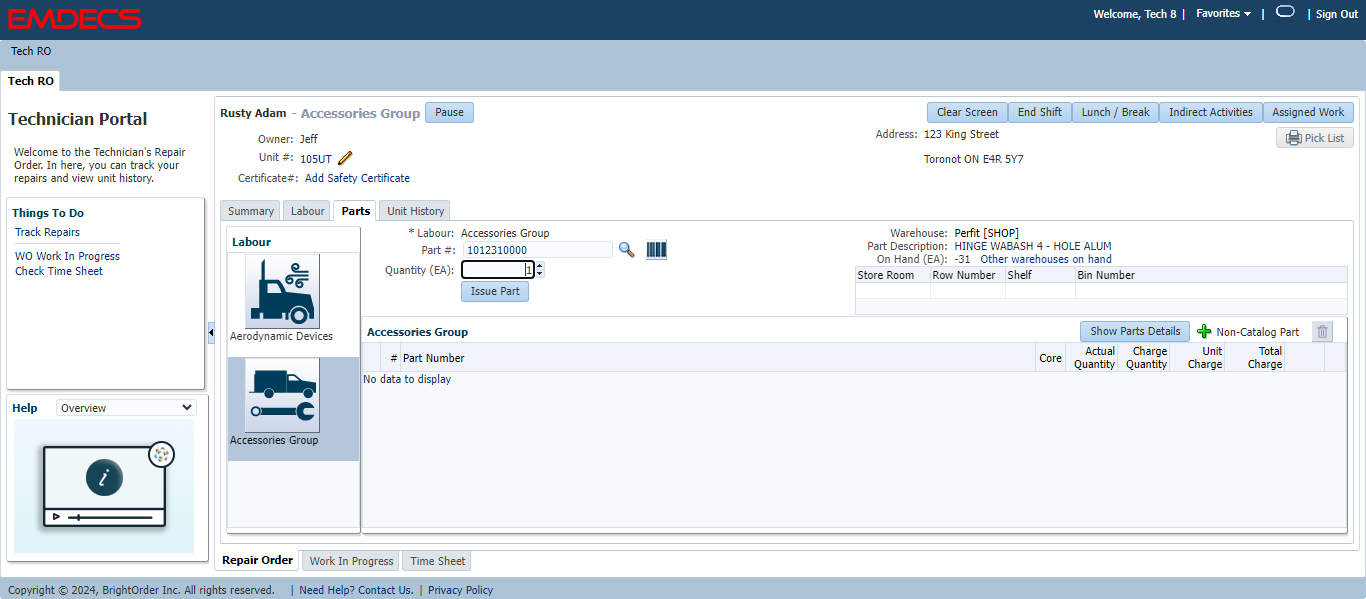 EMDECS
Welcome, Tech 8 | Favorites | | Sign Out
Tech RO
Tech RO
Technician Portal
Welcome to the Technician's Repair
Order. In here, you can track your
repairs and view unit history.
Things To Do
Track Repairs
WO Work In Progress
Check Time Sheet
Help Overview
i
Rusty Adam - Accessories Group Pause
Clear Screen End Shift Lunch / Break Indirect Activities Assigned Work
Owner: Jeff
Unit #: 105UT
Certificate#: Add Safety Certificate
Address: 123 King Street
Toronot ON E4R 5Y7
Pick List
Summary Labour Parts Unit History
Labour
Aerodynamic Devices
Accessories Group
* Labour: Accessories Group
Part #: 1012310000
Quantity (EA): 1
Issue Part
Warehouse: Perfit [SHOP]
Part Description: HINGE WABASH 4 - HOLE ALUM
On Hand (EA): -31 Other warehouses on hand
Store Room Row Number Shelf Bin Number
Accessories Group Show Parts Details Non-Catalog Part
# Part Number Core Actual Quantity Charge Quantity Unit Charge Total Charge
No data to display
Repair Order Work In Progress Time Sheet
Copyright © 2024, BrightOrder Inc. All rights reserved. | Need Help? Contact Us. | Privacy Policy